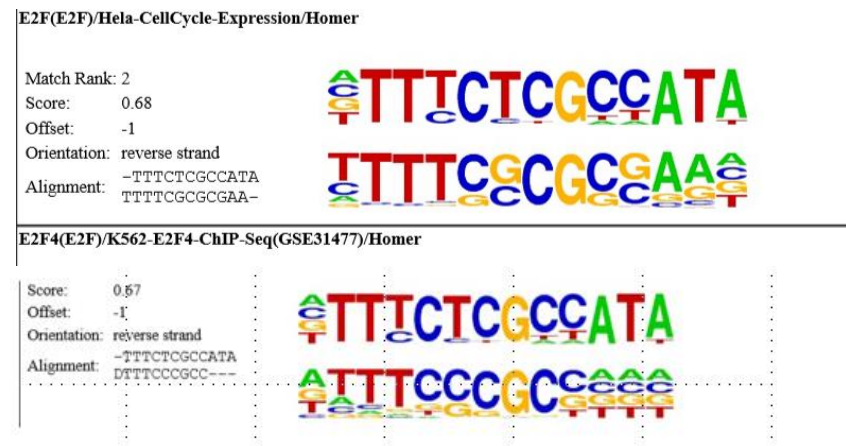 E2F(E2F)/Hela-CellCycle-Expression/Homer
Match Rank: 2
Score: 0.68
Offset: -1
Orientation: reverse strand
Alignment: -TTTCTCGCCATA
TTTTCGCGCGAA-
E2F4(E2F)/K562-E2F4-ChIP-Seq(GSE31477)/Homer
Score: 0.67
Offset: -1
Orientation: reverse strand
Alignment: -TTTCTCGCCATA
DTTTCCCGCC---